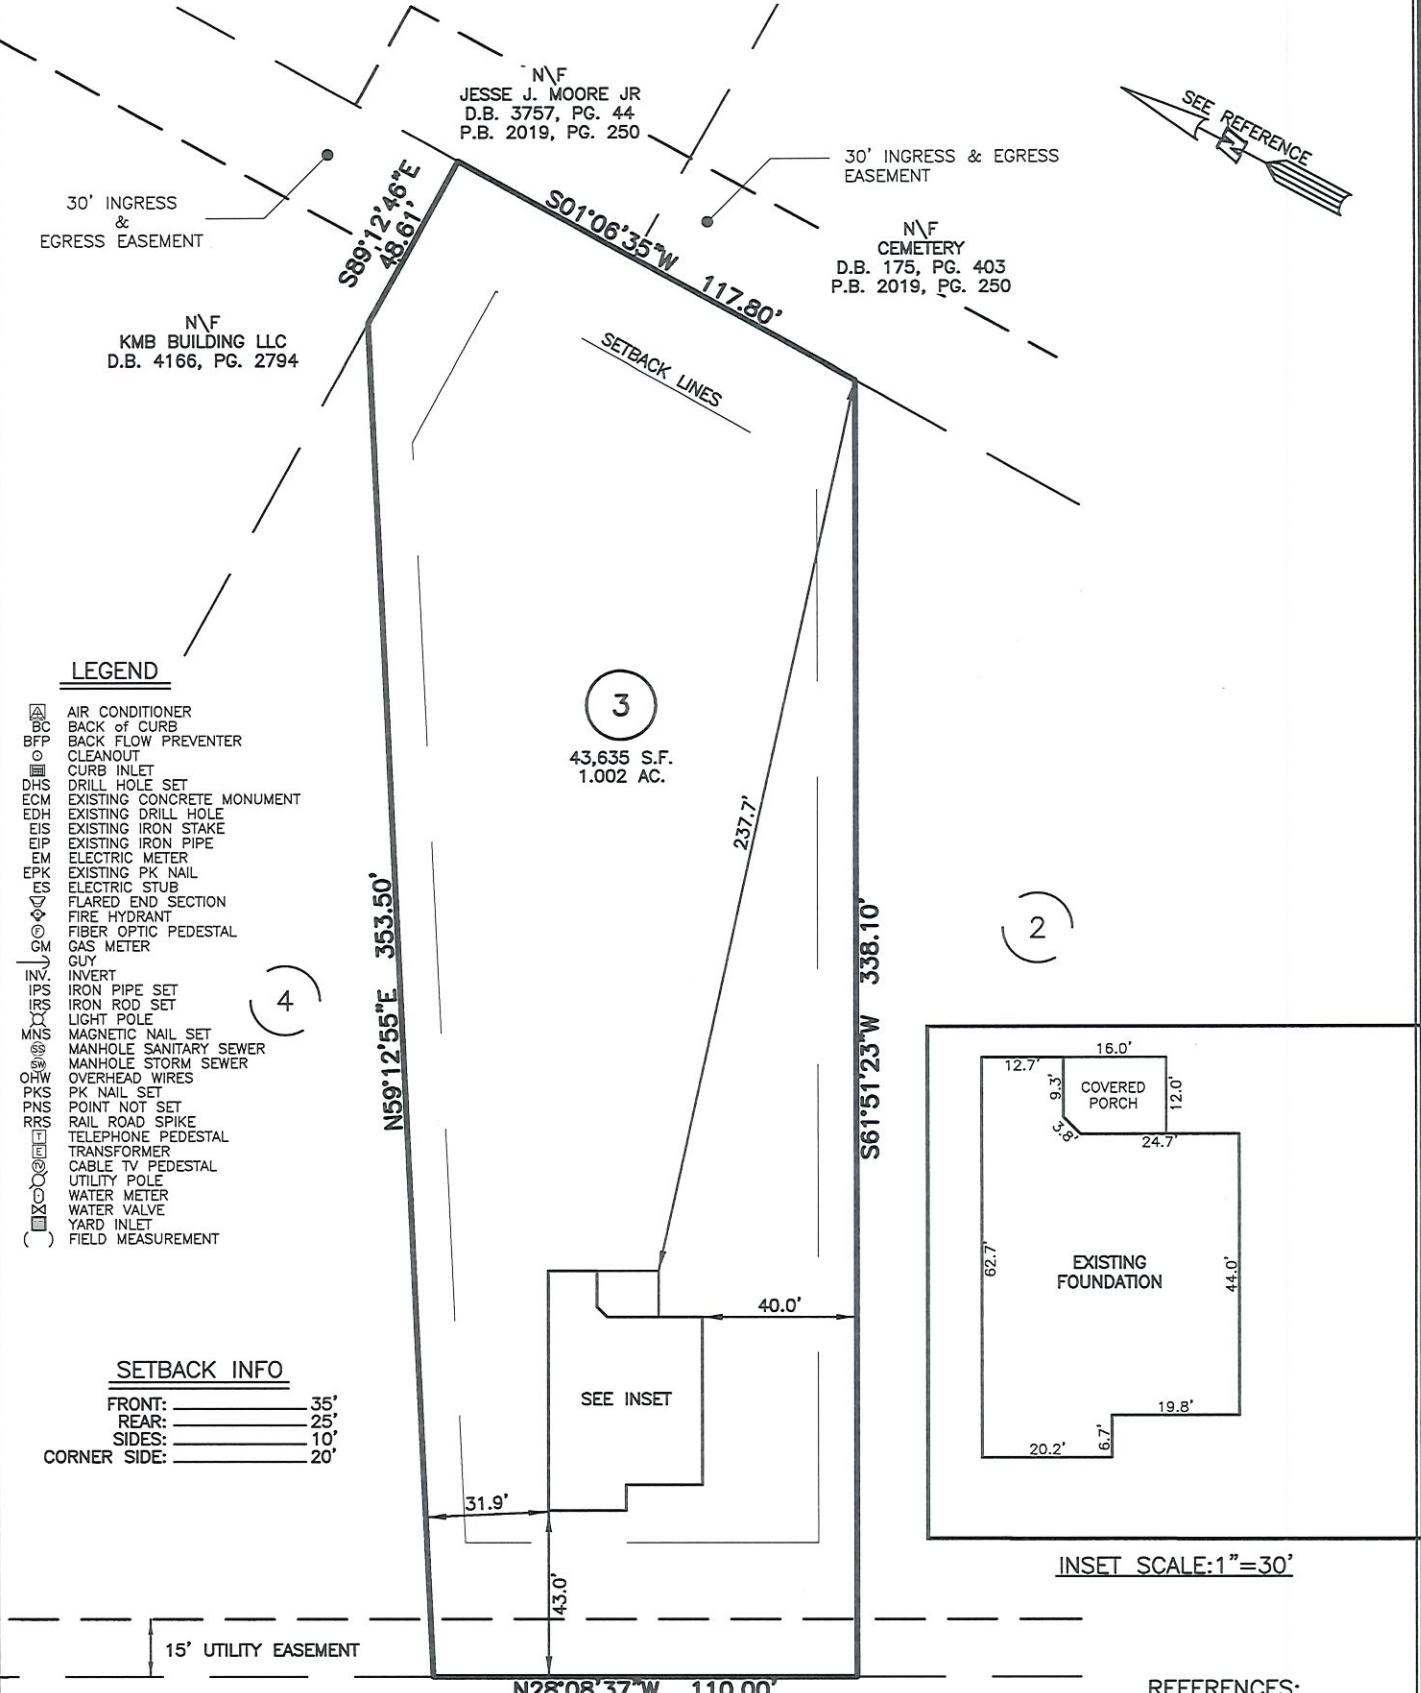 N\F
JESSE J. MOORE JR
D.B. 3757, PG. 44
P.B. 2019, PG. 250
SEE REFERENCE
N
30' INGRESS & EGRESS
EASEMENT
30' INGRESS
&
EGRESS EASEMENT
S89°12'46"E
48.61'
S01°06'35"W 117.80'
N\F
CEMETERY
D.B. 175, PG. 403
P.B. 2019, PG. 250
N\F
KMB BUILDING LLC
D.B. 4166, PG. 2794
SETBACK LINES
LEGEND
A AIR CONDITIONER
BC BACK of CURB
BFP BACK FLOW PREVENTER
CLEANOUT
CURB INLET
DHS DRILL HOLE SET
ECM EXISTING CONCRETE MONUMENT
EDH EXISTING DRILL HOLE
EIS EXISTING IRON STAKE
EIP EXISTING IRON PIPE
EM ELECTRIC METER
EPK EXISTING PK NAIL
ES ELECTRIC STUB
FLARED END SECTION
FIRE HYDRANT
F FIBER OPTIC PEDESTAL
GM GAS METER
GUY
INV. INVERT
IPS IRON PIPE SET
IRS IRON ROD SET
LIGHT POLE
MNS MAGNETIC NAIL SET
SS MANHOLE SANITARY SEWER
SW MANHOLE STORM SEWER
OHW OVERHEAD WIRES
PKS PK NAIL SET
PNS POINT NOT SET
RRS RAIL ROAD SPIKE
T TELEPHONE PEDESTAL
E TRANSFORMER
TV CABLE TV PEDESTAL
UTILITY POLE
WATER METER
WATER VALVE
YARD INLET
( ) FIELD MEASUREMENT
3
43,635 S.F.
1.002 AC.
237.7'
N59°12'55"E 353.50'
S61°51'23"W 338.10'
4
2
16.0'
12.7'
9.3'
COVERED
PORCH
12.0'
3.8'
24.7'
62.7'
EXISTING
FOUNDATION
44.0'
19.8'
20.2'
6.7'
INSET SCALE:1"=30'
40.0'
SEE INSET
31.9'
43.0'
SETBACK INFO
FRONT: 35'
REAR: 25'
SIDES: 10'
CORNER SIDE: 20'
15' UTILITY EASEMENT
N28°08'37"W 110.00'
REFERENCES: